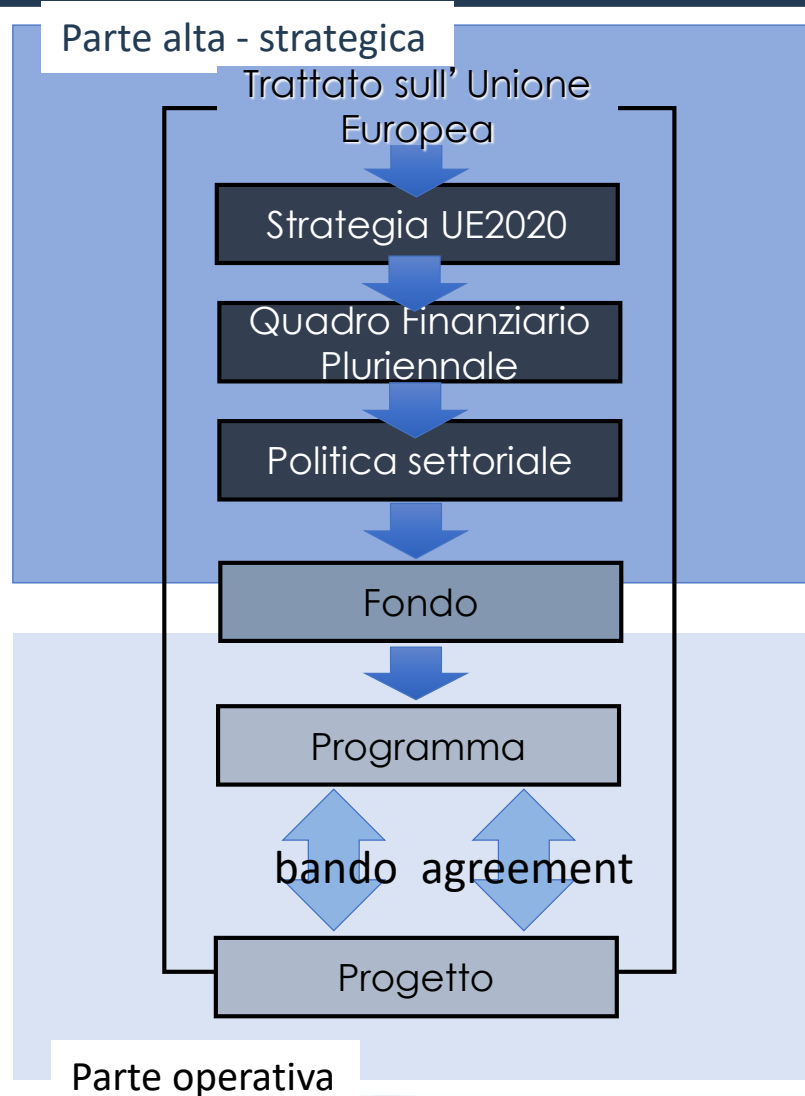 Parte alta - strategica
Trattato sull’ Unione
Europea
Strategia UE2020
Quadro Finanziario
Pluriennale
Politica settoriale
Fondo
Programma
bando agreement
Progetto
Parte operativa